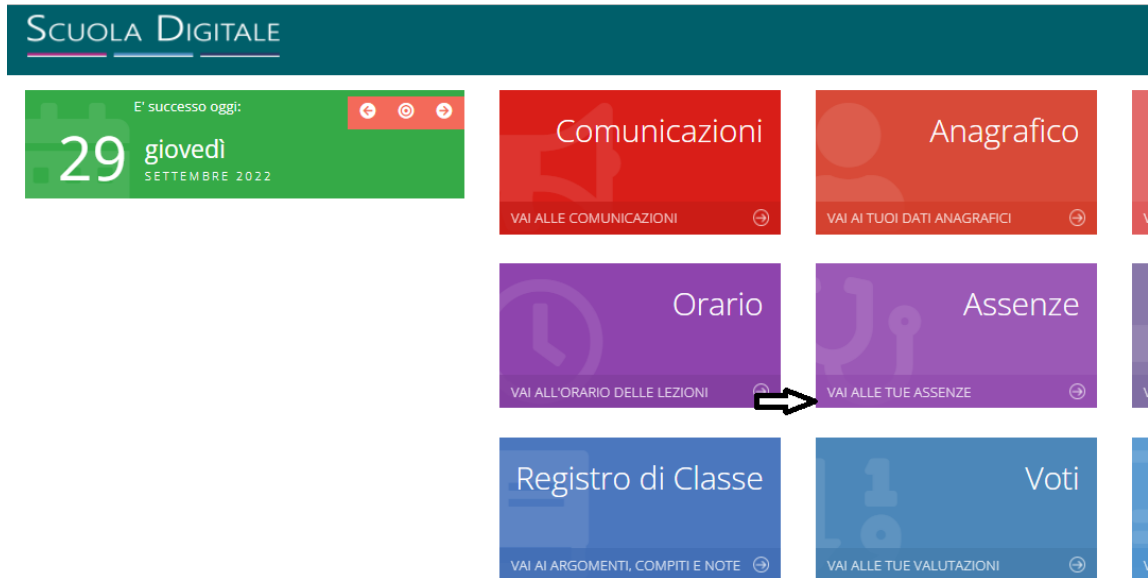 SCUOLA DIGITALE
E' successo oggi:
29
giovedì
SETTEMBRE 2022
Comunicazioni
VAI ALLE COMUNICAZIONI
Anagrafico
VAI AI TUOI DATI ANAGRAFICI
Orario
VAI ALL'ORARIO DELLE LEZIONI
Assenze
VAI ALLE TUE ASSENZE
Registro di Classe
VAI AI ARGOMENTI, COMPITI E NOTE
Voti
VAI ALLE TUE VALUTAZIONI